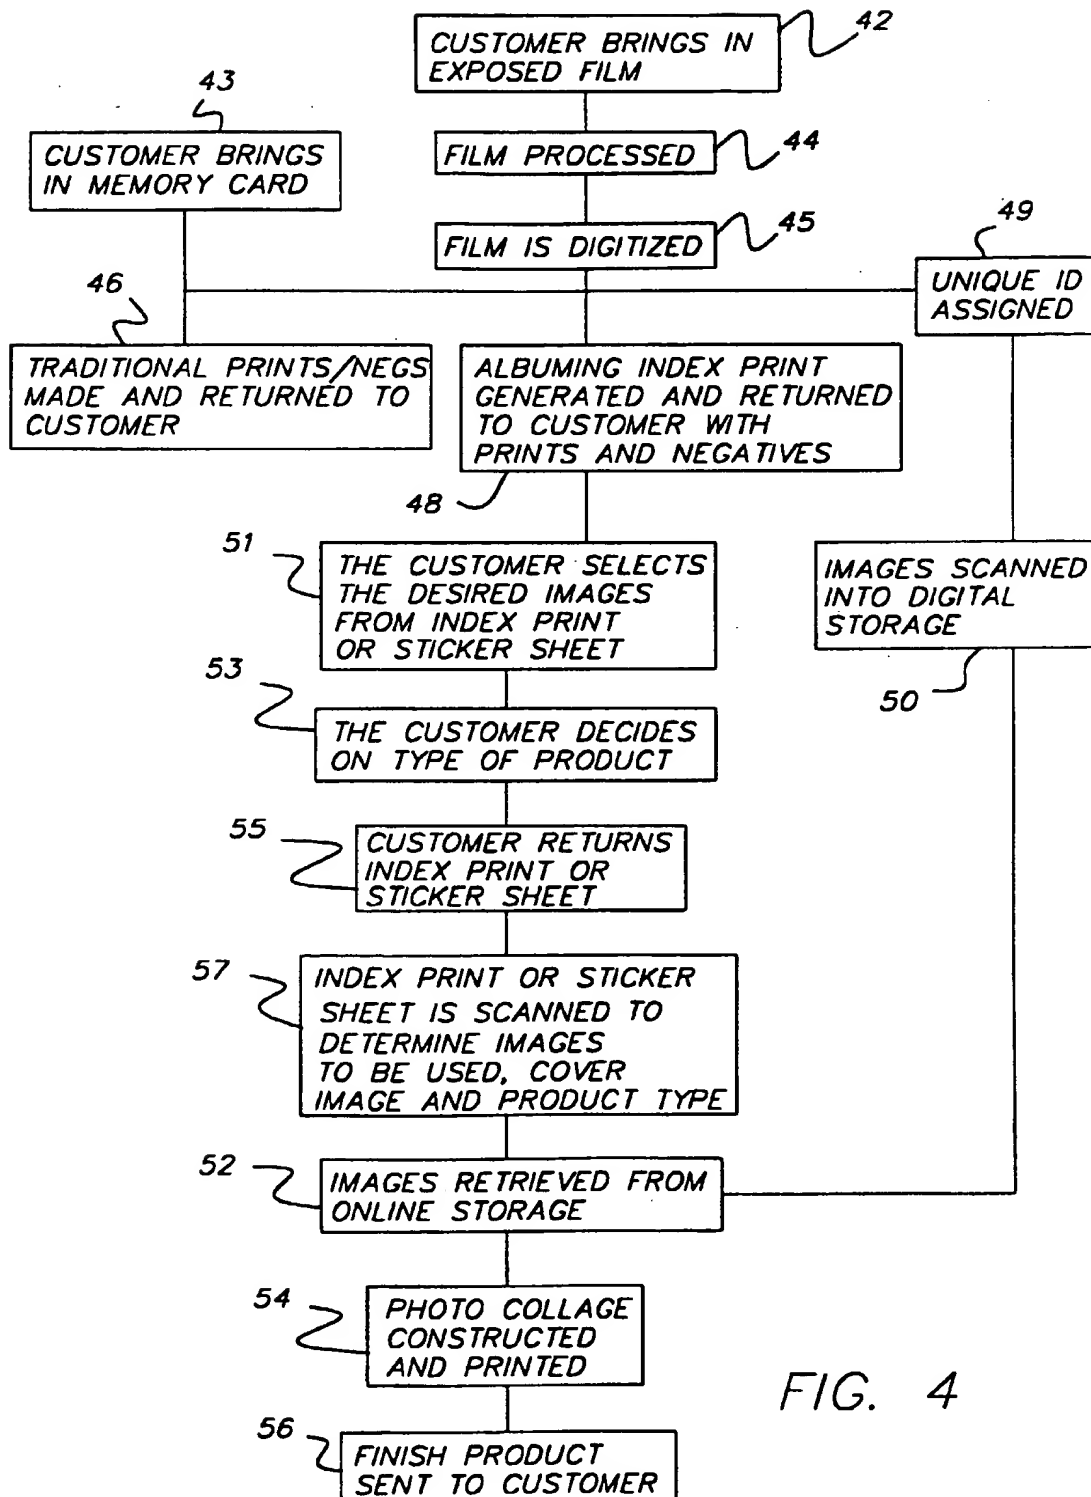 42
CUSTOMER BRINGS IN
EXPOSED FILM
43
CUSTOMER BRINGS
IN MEMORY CARD
44
FILM PROCESSED
45
FILM IS DIGITIZED
49
UNIQUE ID
ASSIGNED
46
TRADITIONAL PRINTS/NEGS
MADE AND RETURNED TO
CUSTOMER
ALBUMING INDEX PRINT
GENERATED AND RETURNED
TO CUSTOMER WITH
PRINTS AND NEGATIVES
48
51
THE CUSTOMER SELECTS
THE DESIRED IMAGES
FROM INDEX PRINT
OR STICKER SHEET
IMAGES SCANNED
INTO DIGITAL
STORAGE
50
53
THE CUSTOMER DECIDES
ON TYPE OF PRODUCT
55
CUSTOMER RETURNS
INDEX PRINT OR
STICKER SHEET
57
INDEX PRINT OR STICKER
SHEET IS SCANNED TO
DETERMINE IMAGES
TO BE USED, COVER
IMAGE AND PRODUCT TYPE
52
IMAGES RETRIEVED FROM
ONLINE STORAGE
54
PHOTO COLLAGE
CONSTRUCTED
AND PRINTED
56
FINISH PRODUCT
SENT TO CUSTOMER
FIG. 4